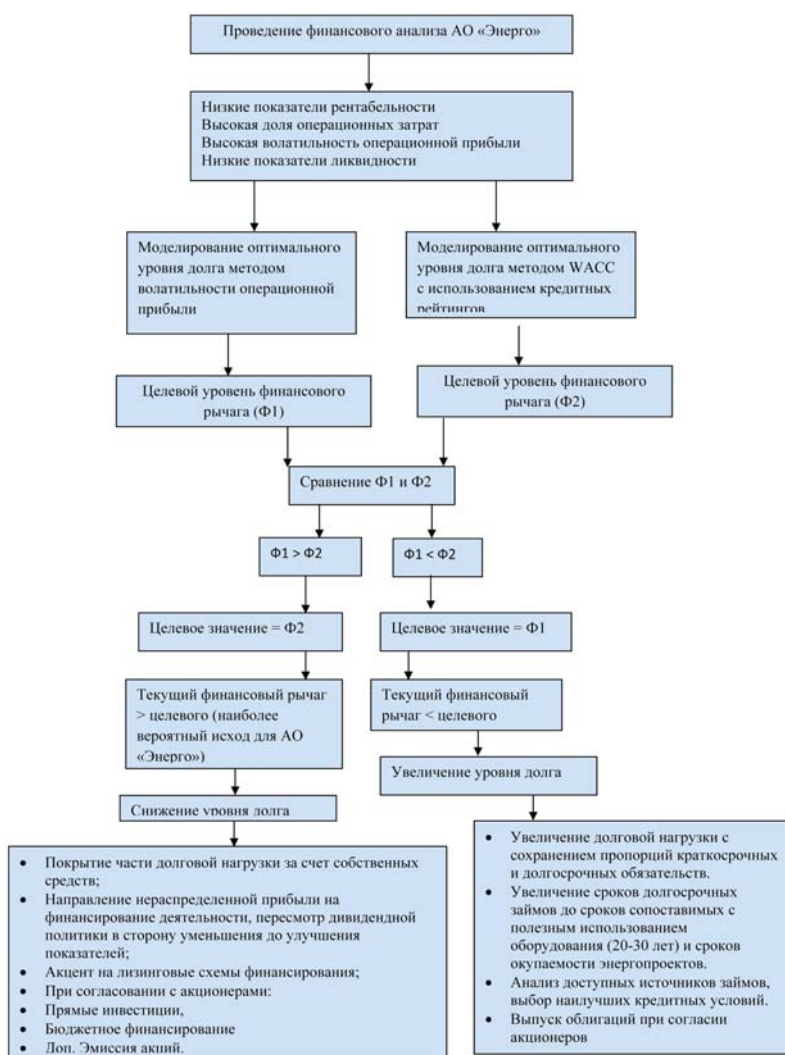 Проведение финансового анализа АО «Энерго»
Низкие показатели рентабельности
Высокая доля операционных затрат
Высокая волатильность операционной прибыли
Низкие показатели ликвидности
Моделирование оптимального
уровня долга методом
волатильности операционной
прибыли
Моделирование оптимального
уровня долга методом WACC
с использованием кредитных
рейтингов
Целевой уровень финансового
рычага (Ф1)
Целевой уровень финансового
рычага (Ф2)
Сравнение Ф1 и Ф2
Ф1 > Ф2
Ф1 < Ф2
Целевое значение = Ф2
Целевое значение = Ф1
Текущий финансовый рычаг
> целевого (наиболее
вероятный исход для АО
«Энерго»)
Текущий финансовый
рычаг < целевого
Снижение уровня долга
Увеличение уровня долга
• Покрытие части долговой нагрузки за счет собственных
средств;
• Направление нераспределенной прибыли на
финансирование деятельности, пересмотр дивидендной
политики в сторону уменьшения до улучшения
показателей;
• Акцент на лизинговые схемы финансирования;
• При согласовании с акционерами:
• Прямые инвестиции,
• Бюджетное финансирование
• Доп. Эмиссия акций.
• Увеличение долговой нагрузки с
сохранением пропорций краткосрочных
и долгосрочных обязательств.
• Увеличение сроков долгосрочных
займов до сроков сопоставимых с
полезным использованием
оборудования (20-30 лет) и сроков
окупаемости энергопроектов.
• Анализ доступных источников займов,
выбор наилучших кредитных условий.
• Выпуск облигаций при согласии
акционеров